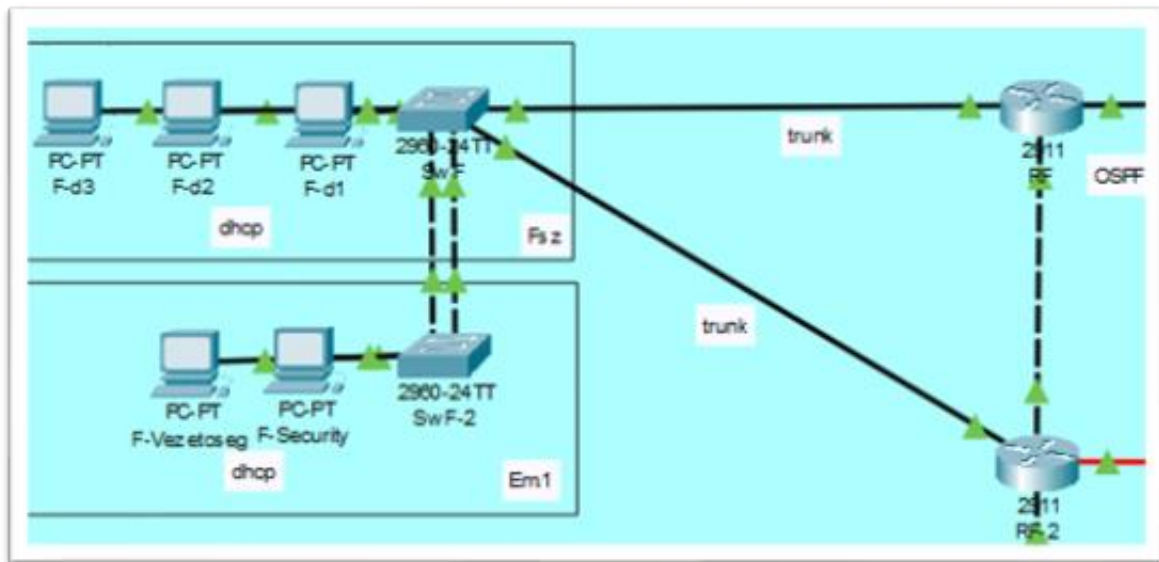 PC-PT
F-d3
PC-PT
F-d2
PC-PT
F-d1
2960-24TT
SwF
dhcp
Fsz
trunk
2911
RF
OSPF
trunk
PC-PT
F-Vezetoseg
PC-PT
F-Security
2960-24TT
SwF-2
dhcp
Em1
2911
RF-2